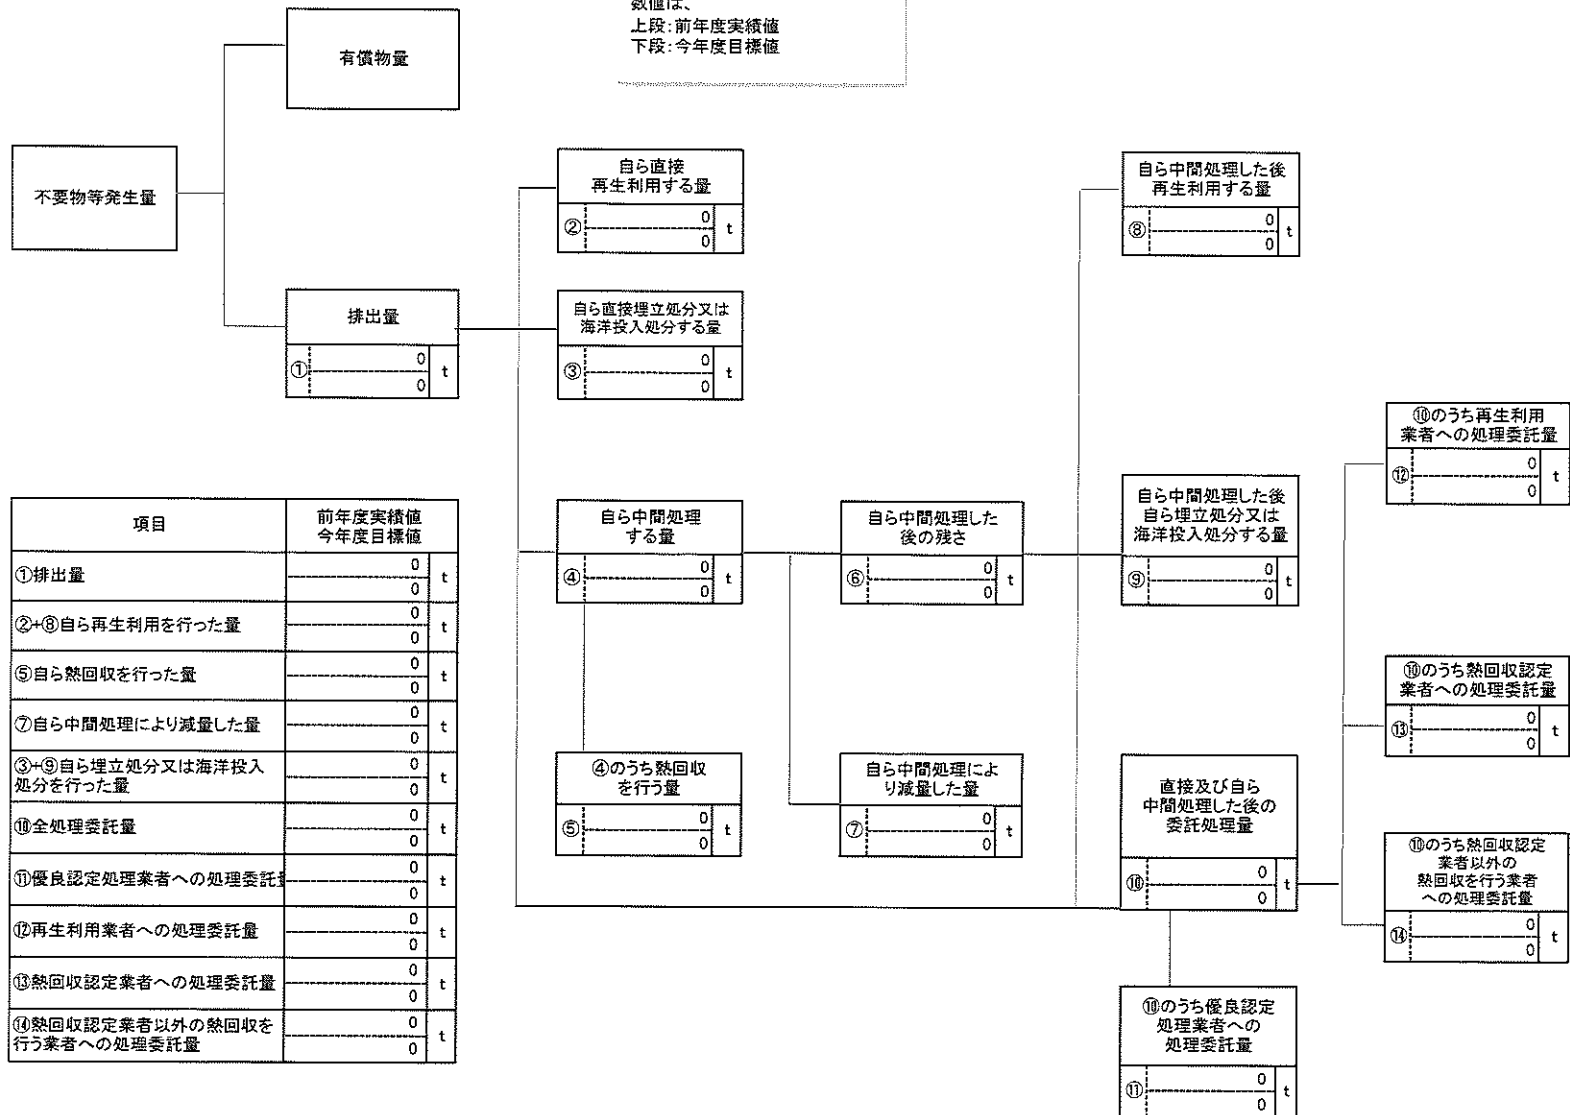 数値は、
上段:前年度実績値
下段:今年度目標値
有償物量
不要物等発生量
排出量
①
0
0
t
自ら直接
再生利用する量
②
0
0
t
自ら直接埋立処分又は
海洋投入処分する量
③
0
0
t
自ら中間処理した後
再生利用する量
⑧
0
0
t
⑩のうち再生利用
業者への処理委託量
⑫
0
0
t
自ら中間処理
する量
④
0
0
t
自ら中間処理した
後の残さ
⑥
0
0
t
自ら中間処理した後
自ら埋立処分又は
海洋投入処分する量
⑨
0
0
t
⑩のうち熱回収認定
業者への処理委託量
⑬
0
0
t
④のうち熱回収
を行う量
⑤
0
0
t
自ら中間処理によ
り減量した量
⑦
0
0
t
直接及び自ら
中間処理した後の
委託処理量
⑩
0
0
t
⑩のうち熱回収認定
業者以外の
熱回収を行う業者
への処理委託量
⑭
0
0
t
⑩のうち優良認定
処理業者への
処理委託量
⑪
0
0
t
項目
前年度実績値
今年度目標値
①排出量
0
0
t
②+⑧自ら再生利用を行った量
0
0
t
⑤自ら熱回収を行った量
0
0
t
⑦自ら中間処理により減量した量
0
0
t
③+⑨自ら埋立処分又は海洋投入
処分を行った量
0
0
t
⑩全処理委託量
0
0
t
⑪優良認定処理業者への処理委託
0
0
t
⑫再生利用業者への処理委託量
0
0
t
⑬熱回収認定業者への処理委託量
0
0
t
⑭熱回収認定業者以外の熱回収を
行う業者への処理委託量
0
0
t